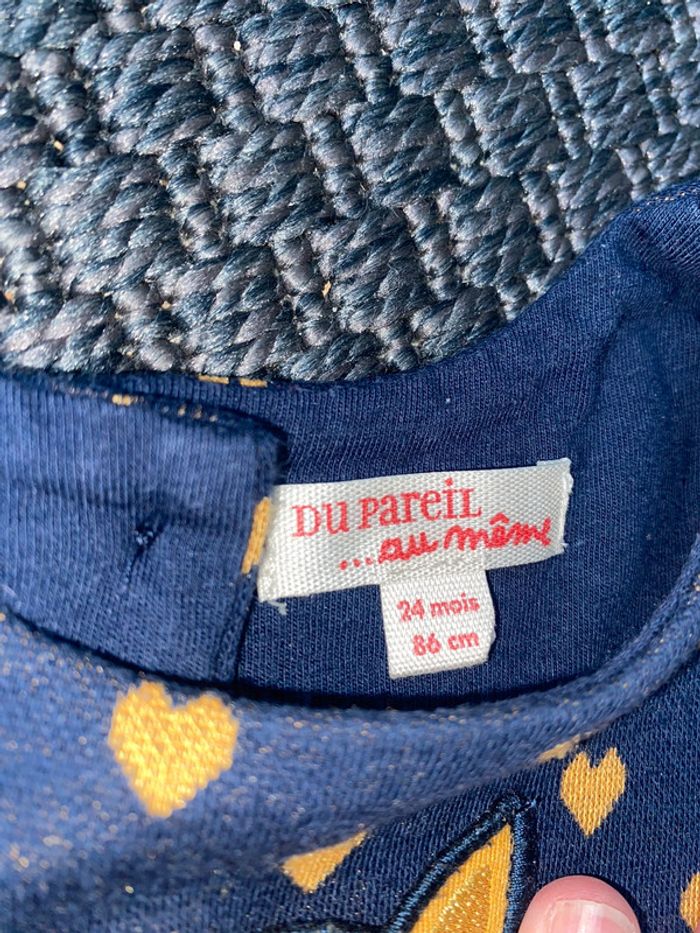 DU PAREIL
...au même
24 mois
86 cm